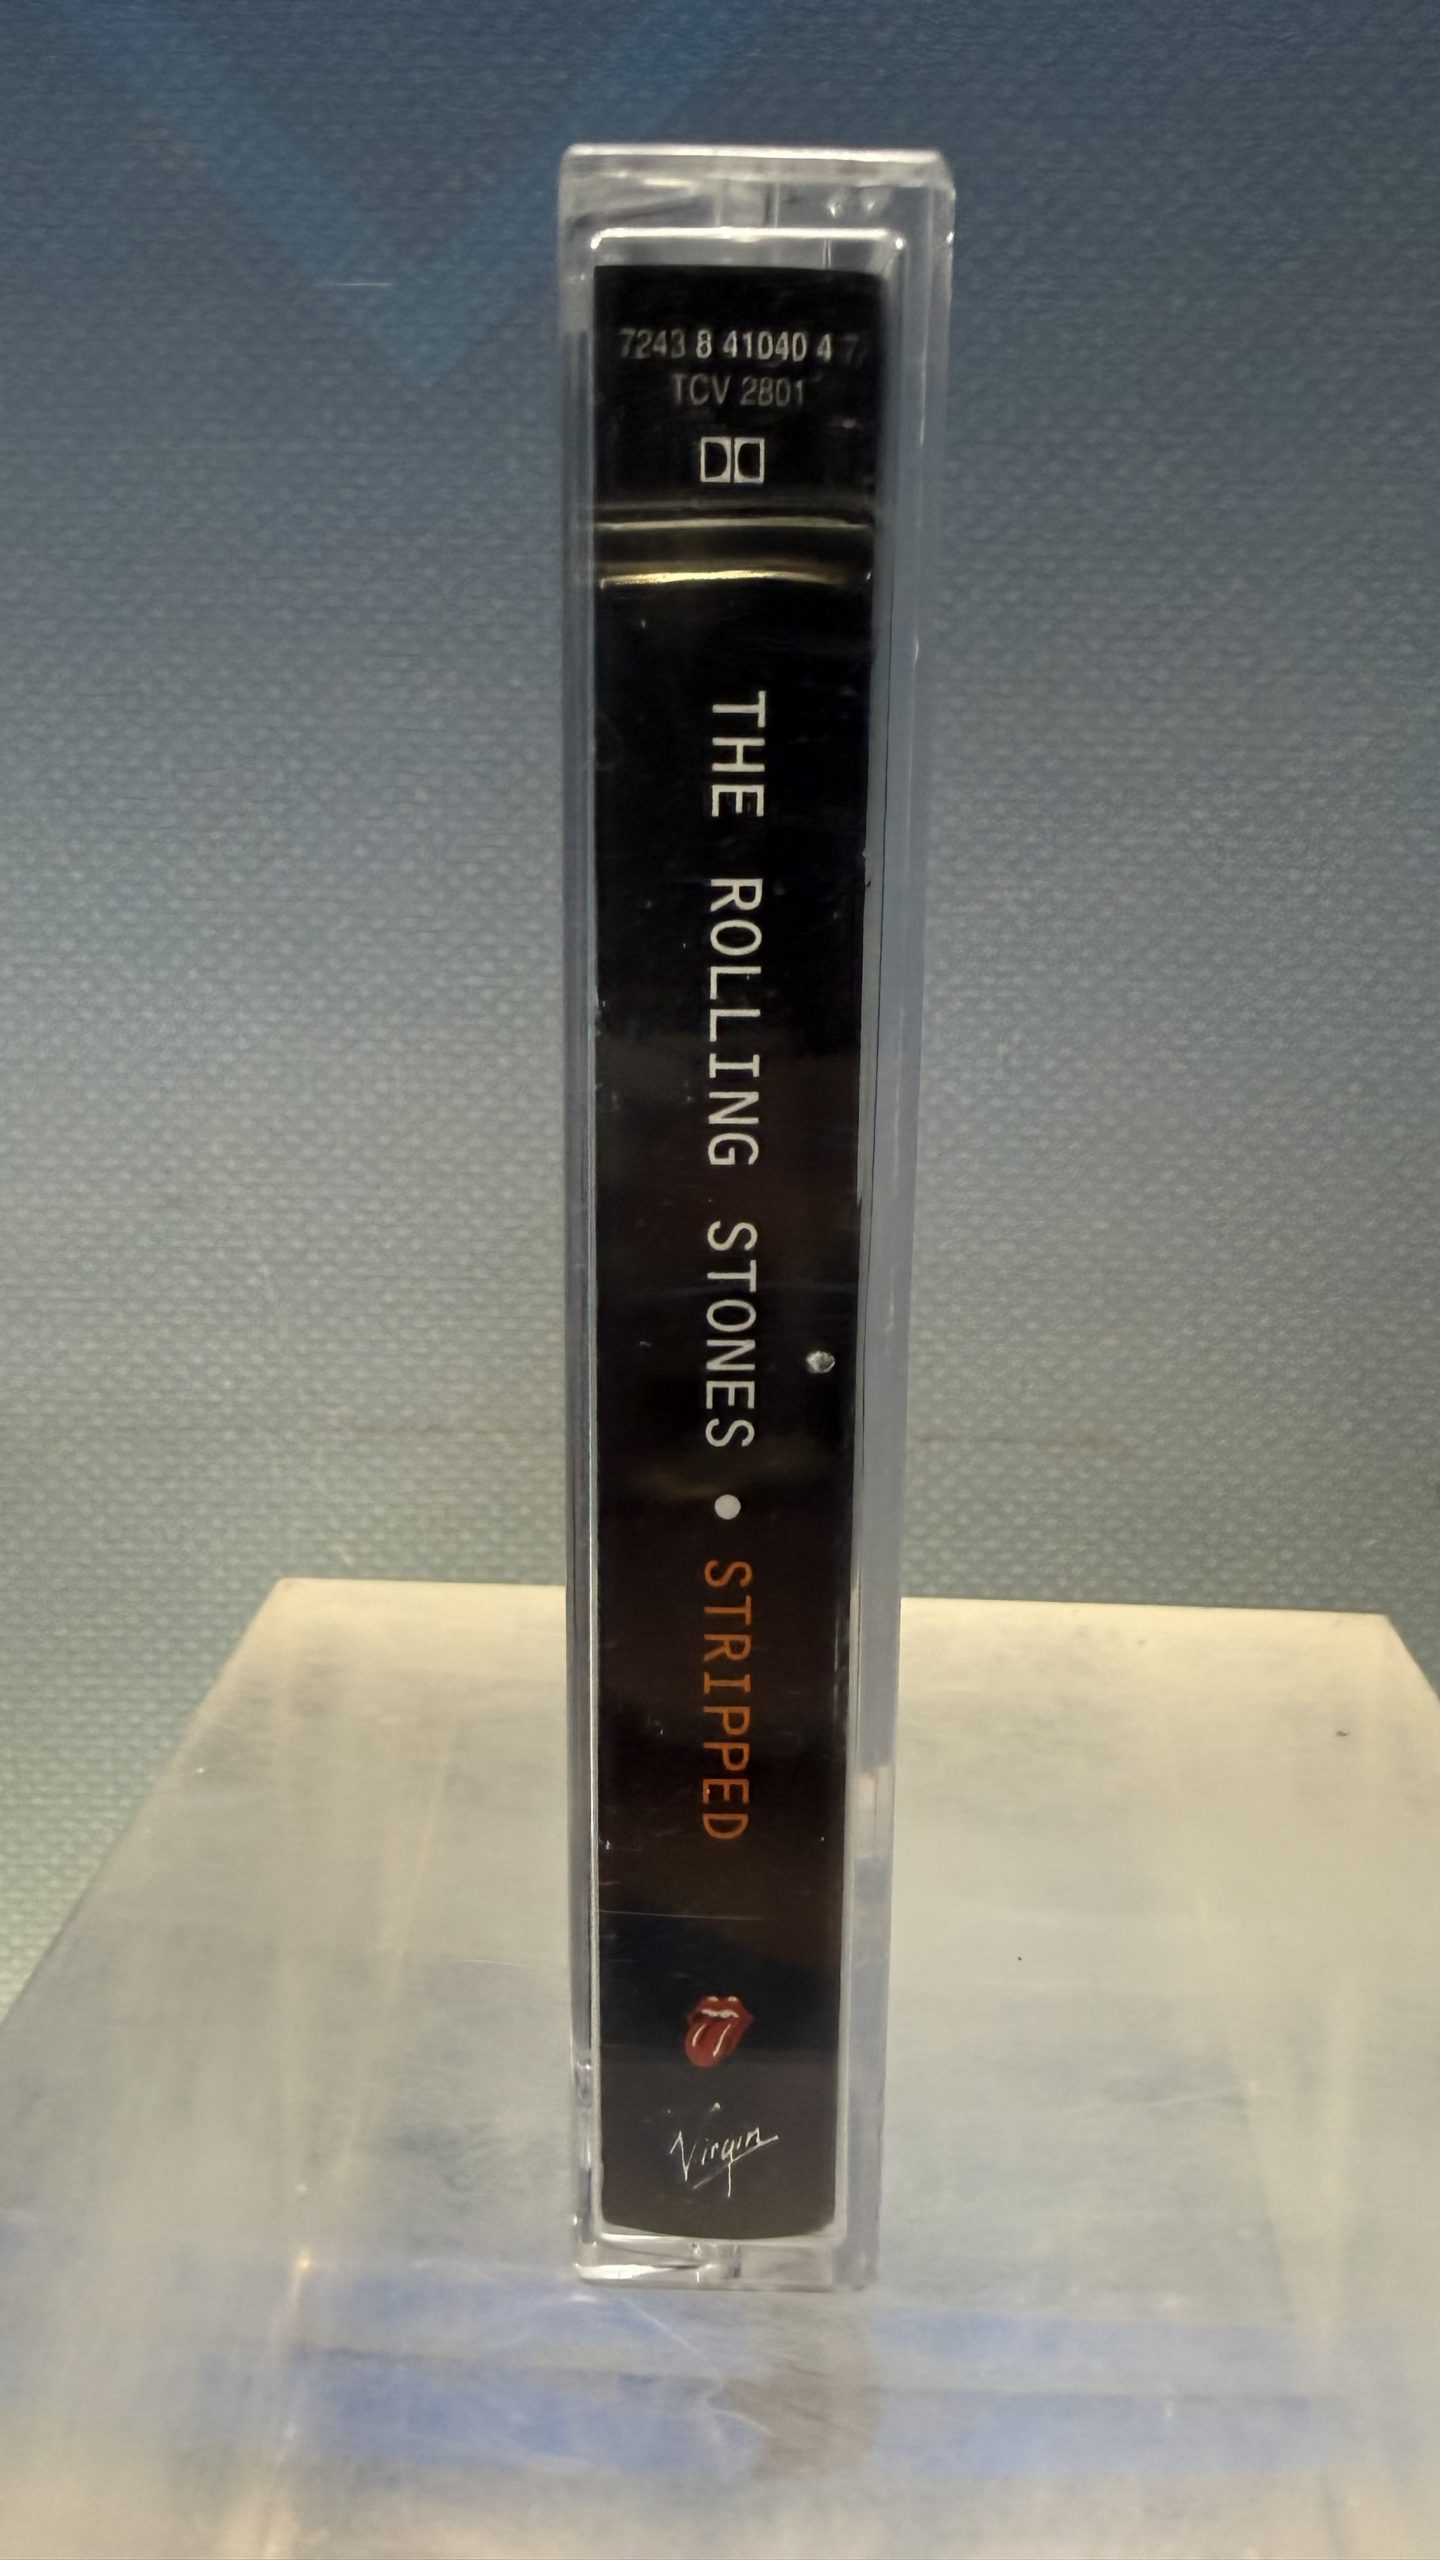 7243 8 41040 4 7
TCV 2801
THE ROLLING STONES • STRIPPED
Virgin